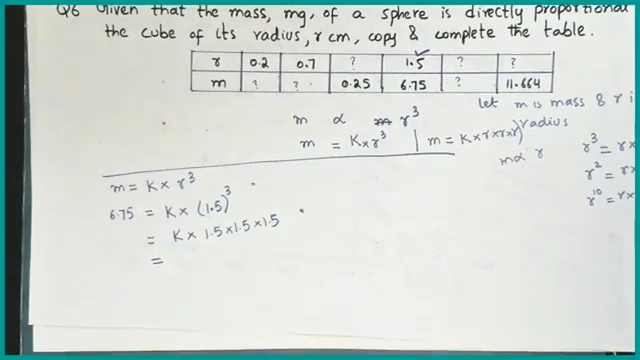 Q6 Given that the mass, mg, of a sphere is directly proportional
the cube of its radius, r cm, copy & complete the table.
r 0.2 0.7 ? 1.5 ? ?
m ? ? 0.25 6.75 ? 11.664
let m is mass & r i
radius
m ∝ r³
m = K×r³ | m = K×r×r×r
m∝ r
r³ = r×
r² = r×
r¹⁰ = r×
m = K × r³
6.75 = K × (1.5)³
= K × 1.5×1.5×1.5
=